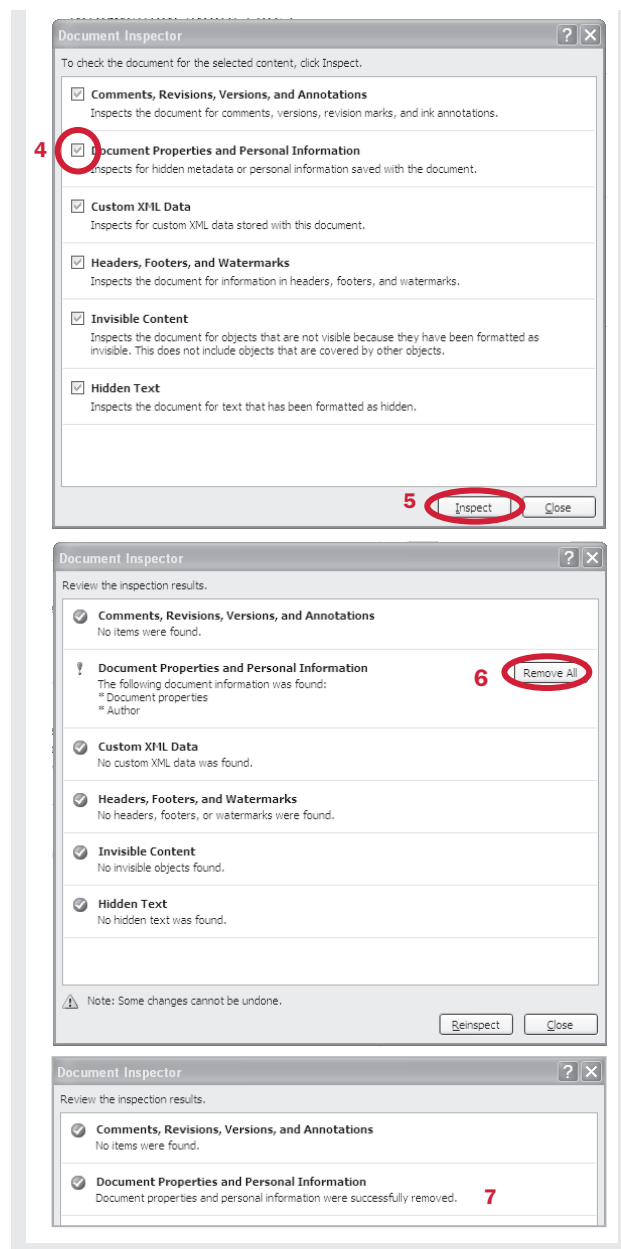 Document Inspector
To check the document for the selected content, click Inspect.
Comments, Revisions, Versions, and Annotations
Inspects the document for comments, versions, revision marks, and ink annotations.
4
Document Properties and Personal Information
Inspects for hidden metadata or personal information saved with the document.
Custom XML Data
Inspects for custom XML data stored with this document.
Headers, Footers, and Watermarks
Inspects the document for information in headers, footers, and watermarks.
Invisible Content
Inspects the document for objects that are not visible because they have been formatted as
invisible. This does not include objects that are covered by other objects.
Hidden Text
Inspects the document for text that has been formatted as hidden.
5 Inspect Close
Document Inspector
Review the inspection results.
Comments, Revisions, Versions, and Annotations
No items were found.
Document Properties and Personal Information
6 Remove All
The following document information was found:
* Document properties
* Author
Custom XML Data
No custom XML data was found.
Headers, Footers, and Watermarks
No headers, footers, or watermarks were found.
Invisible Content
No invisible objects found.
Hidden Text
No hidden text was found.
Note: Some changes cannot be undone.
Reinspect Close
Document Inspector
Review the inspection results.
Comments, Revisions, Versions, and Annotations
No items were found.
Document Properties and Personal Information
Document properties and personal information were successfully removed. 7